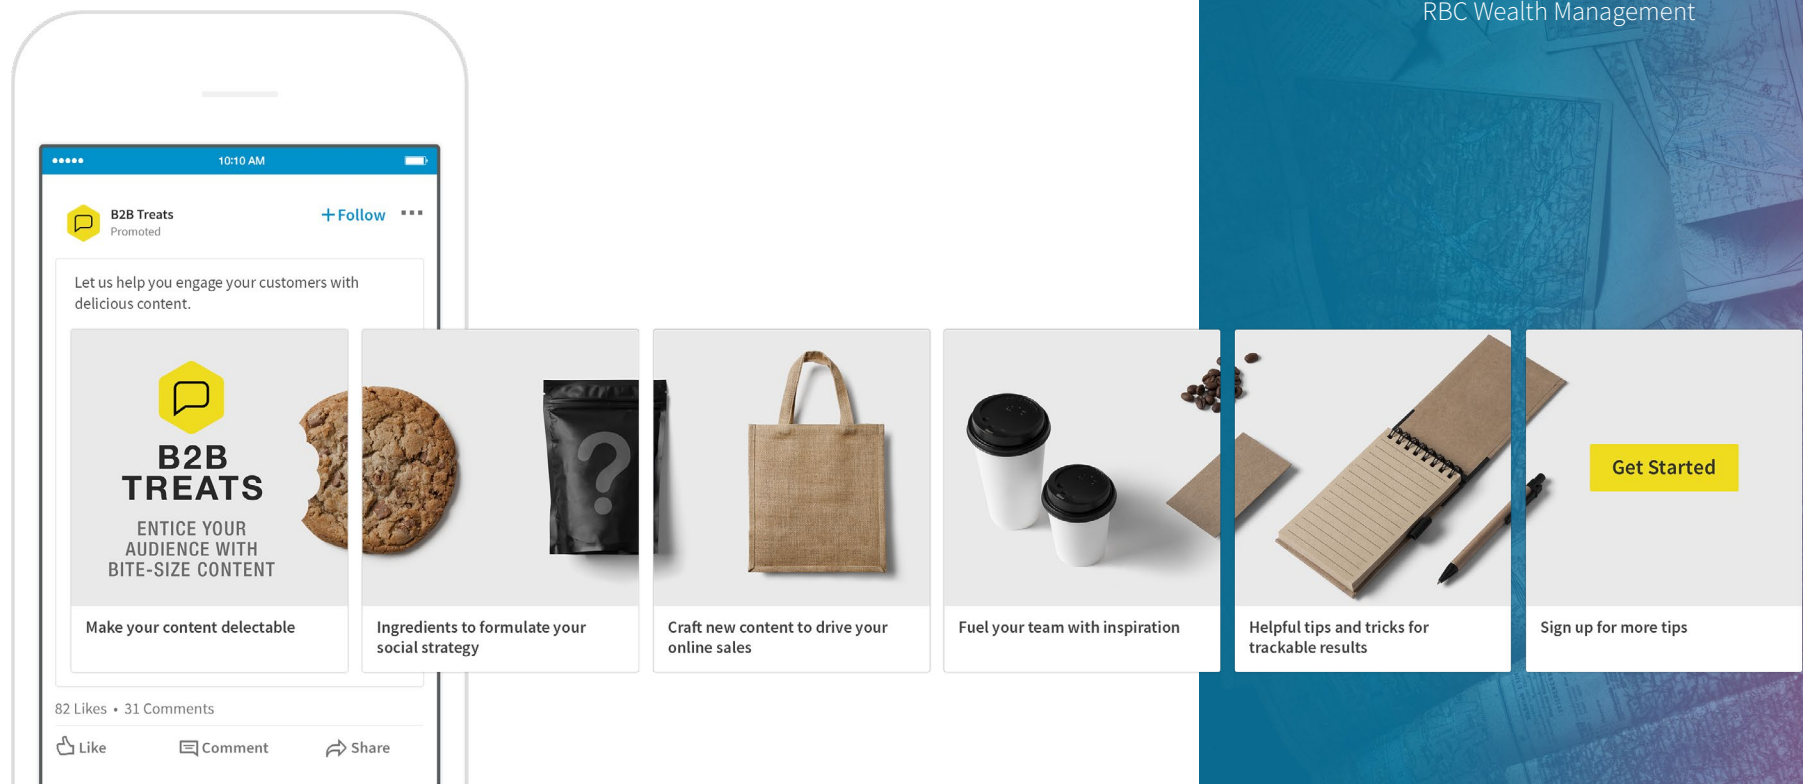 RBC Wealth Management
10:10 AM
B2B Treats
Promoted
+Follow
Let us help you engage your customers with
delicious content.
B2B
TREATS
ENTICE YOUR
AUDIENCE WITH
BITE-SIZE CONTENT
Make your content delectable
?
Ingredients to formulate your
social strategy
Craft new content to drive your
online sales
Fuel your team with inspiration
Helpful tips and tricks for
trackable results
Get Started
Sign up for more tips
82 Likes • 31 Comments
Like
Comment
Share